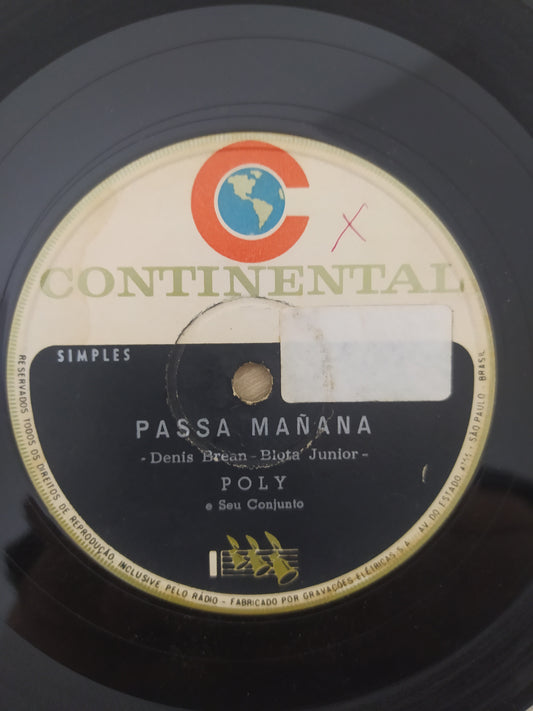 CONTINENTAL
SIMPLES
PASSA MAÑANA
- Denis Brean - Blota Junior -
POLY
e Seu Conjunto
RESERVADOS TODOS OS DIREITOS DE REPRODUÇÃO, INCLUSIVE PELO RÁDIO - FABRICADO POR GRAVAÇÕES ELÉTRICAS S.A. AV. DO ESTADO 4755 - SÃO PAULO - BRASIL
X